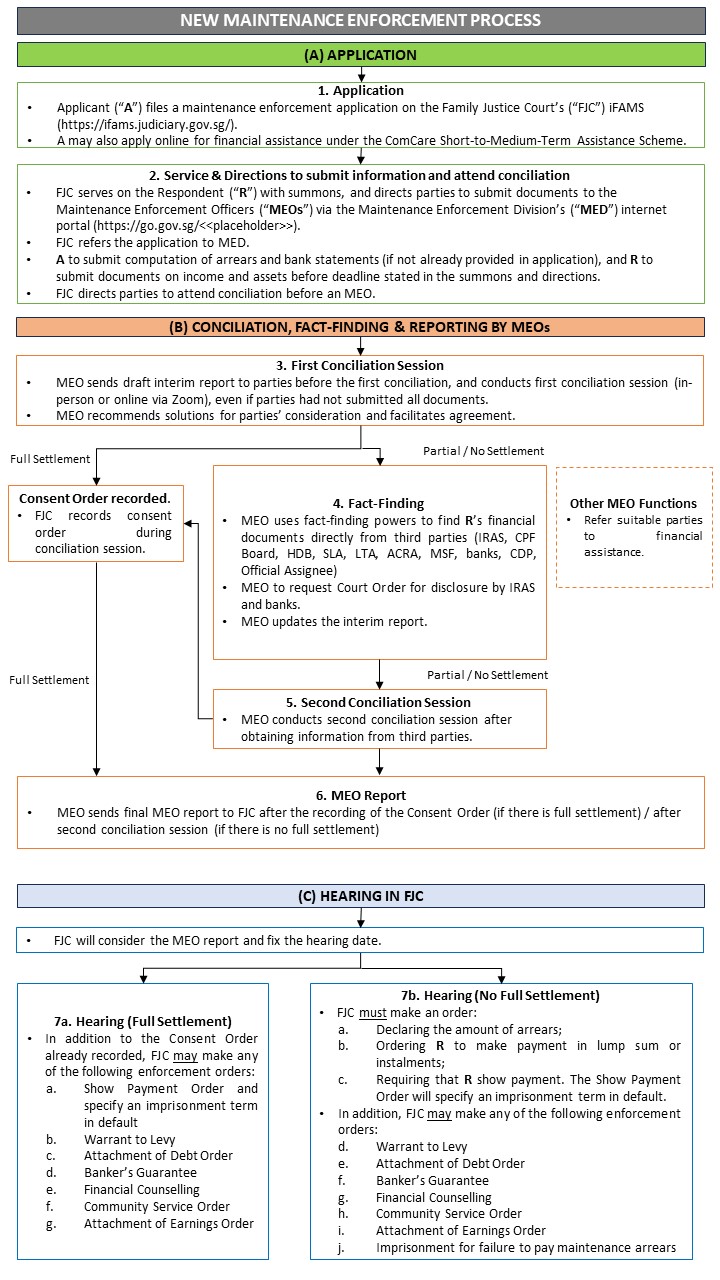 NEW MAINTENANCE ENFORCEMENT PROCESS
(A) APPLICATION
1. Application
• Applicant (“A”) files a maintenance enforcement application on the Family Justice Court’s (“FJC”) iFAMS
(https://ifams.judiciary.gov.sg/).
• A may also apply online for financial assistance under the ComCare Short-to-Medium-Term Assistance Scheme.
2. Service & Directions to submit information and attend conciliation
• FJC serves on the Respondent (“R”) with summons, and directs parties to submit documents to the
Maintenance Enforcement Officers (“MEOs”) via the Maintenance Enforcement Division’s (“MED”) internet
portal (https://go.gov.sg/<<placeholder>>).
• FJC refers the application to MED.
• A to submit computation of arrears and bank statements (if not already provided in application), and R to
submit documents on income and assets before deadline stated in the summons and directions.
• FJC directs parties to attend conciliation before an MEO.
(B) CONCILIATION, FACT-FINDING & REPORTING BY MEOs
3. First Conciliation Session
• MEO sends draft interim report to parties before the first conciliation, and conducts first conciliation session (in-
person or online via Zoom), even if parties had not submitted all documents.
• MEO recommends solutions for parties’ consideration and facilitates agreement.
Full Settlement
Partial / No Settlement
Consent Order recorded.
• FJC records consent
order during
conciliation session.
4. Fact-Finding
• MEO uses fact-finding powers to find R’s financial
documents directly from third parties (IRAS, CPF
Board, HDB, SLA, LTA, ACRA, MSF, banks, CDP,
Official Assignee)
• MEO to request Court Order for disclosure by IRAS
and banks.
• MEO updates the interim report.
Other MEO Functions
• Refer suitable parties
to financial
assistance.
Full Settlement
Partial / No Settlement
5. Second Conciliation Session
• MEO conducts second conciliation session after
obtaining information from third parties.
6. MEO Report
• MEO sends final MEO report to FJC after the recording of the Consent Order (if there is full settlement) / after
second conciliation session (if there is no full settlement)
(C) HEARING IN FJC
• FJC will consider the MEO report and fix the hearing date.
7a. Hearing (Full Settlement)
• In addition to the Consent Order
already recorded, FJC may make any
of the following enforcement orders:
a. Show Payment Order and
specify an imprisonment term
in default
b. Warrant to Levy
c. Attachment of Debt Order
d. Banker’s Guarantee
e. Financial Counselling
f. Community Service Order
g. Attachment of Earnings Order
7b. Hearing (No Full Settlement)
• FJC must make an order:
a. Declaring the amount of arrears;
b. Ordering R to make payment in lump sum or
instalments;
c. Requiring that R show payment. The Show Payment
Order will specify an imprisonment term in default.
• In addition, FJC may make any of the following enforcement
orders:
d. Warrant to Levy
e. Attachment of Debt Order
f. Banker’s Guarantee
g. Financial Counselling
h. Community Service Order
i. Attachment of Earnings Order
j. Imprisonment for failure to pay maintenance arrears